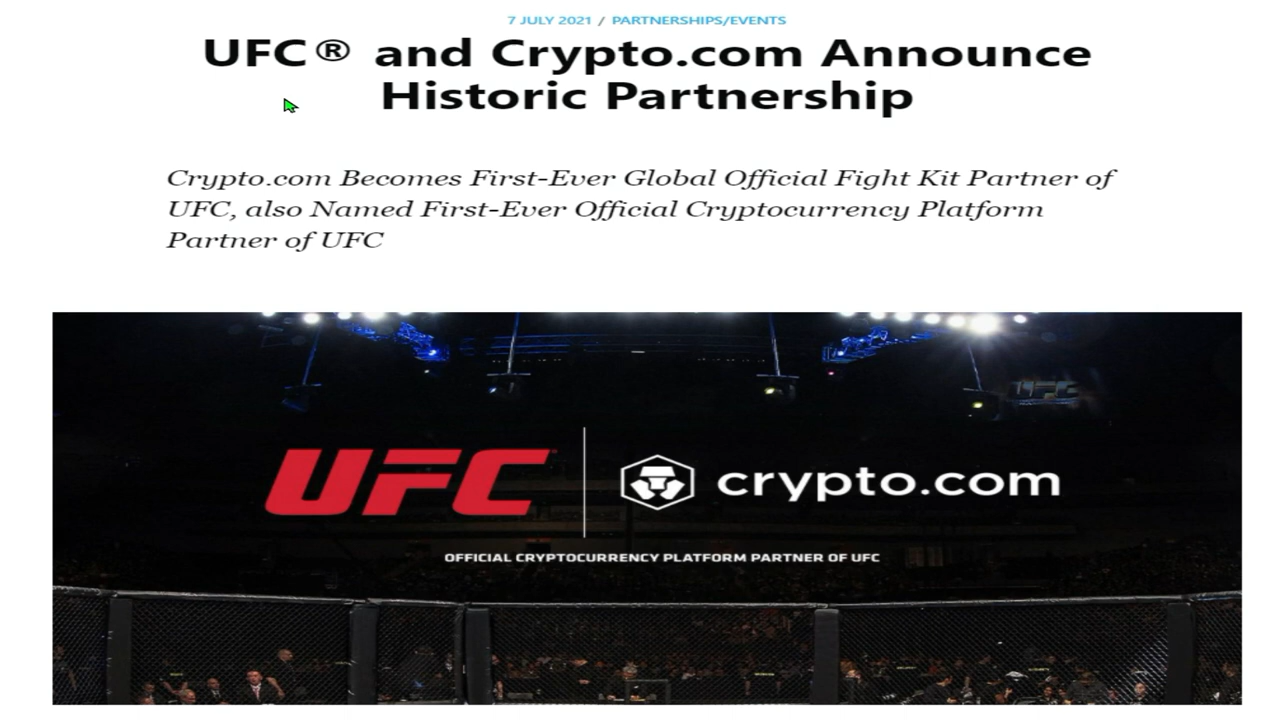 7 JULY 2021 / PARTNERSHIPS/EVENTS
UFC® and Crypto.com Announce
Historic Partnership
Crypto.com Becomes First-Ever Global Official Fight Kit Partner of
UFC, also Named First-Ever Official Cryptocurrency Platform
Partner of UFC
UFC
UFC
crypto.com
OFFICIAL CRYPTOCURRENCY PLATFORM PARTNER OF UFC